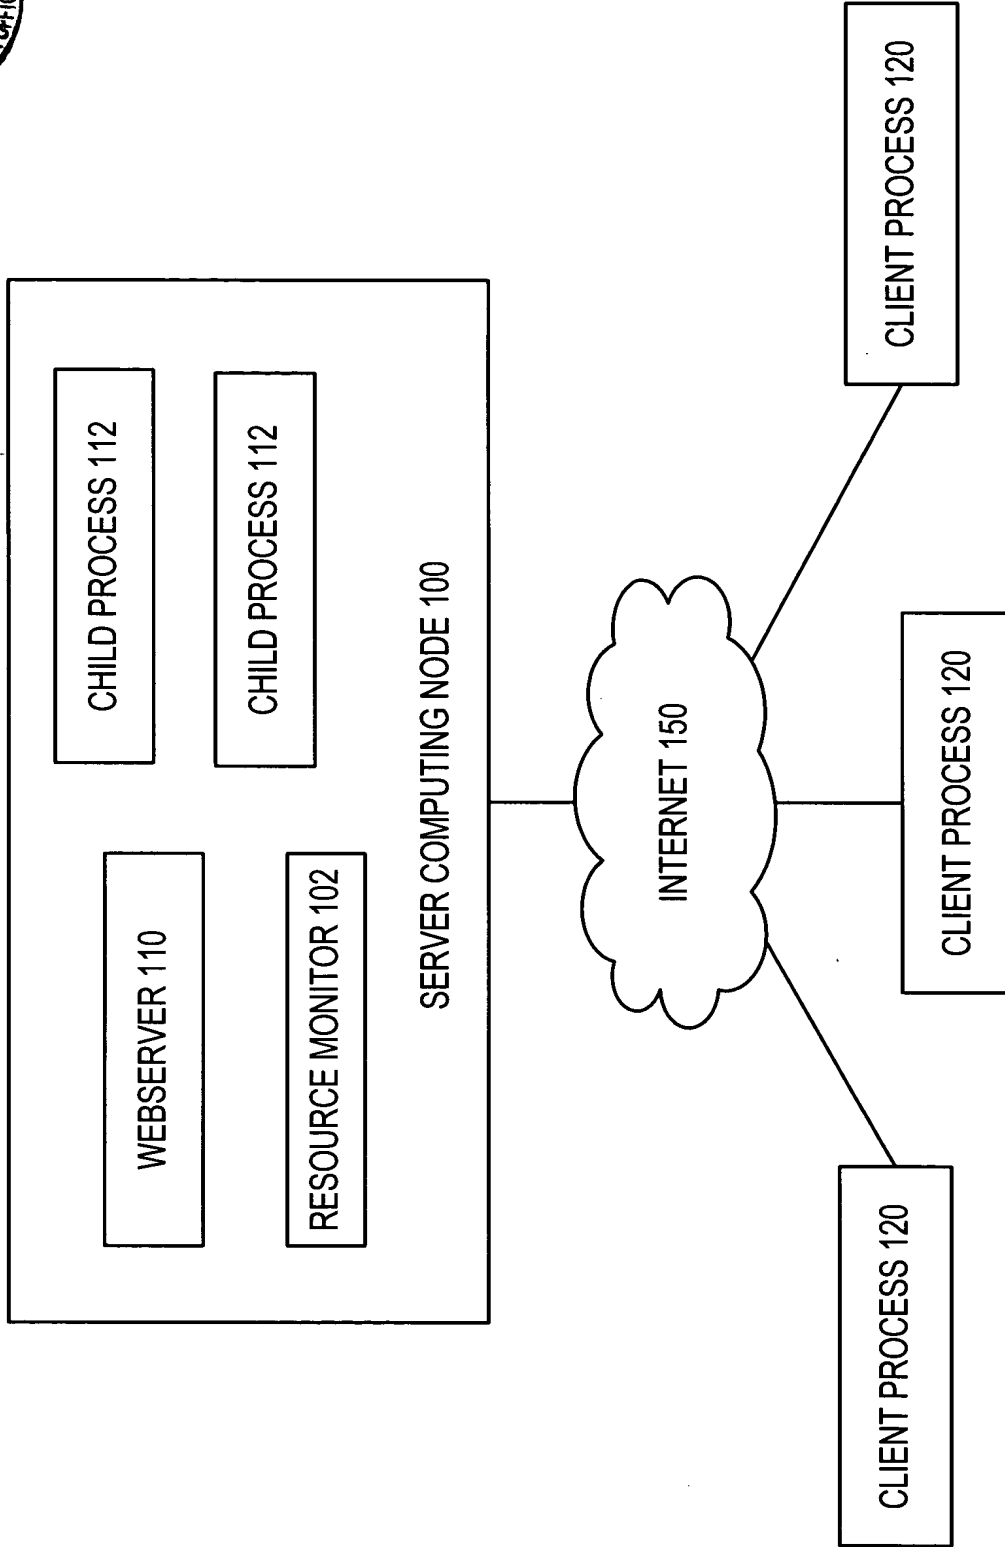 WEBSERVER 110
CHILD PROCESS 112
RESOURCE MONITOR 102
CHILD PROCESS 112
SERVER COMPUTING NODE 100
INTERNET 150
CLIENT PROCESS 120
CLIENT PROCESS 120
CLIENT PROCESS 120